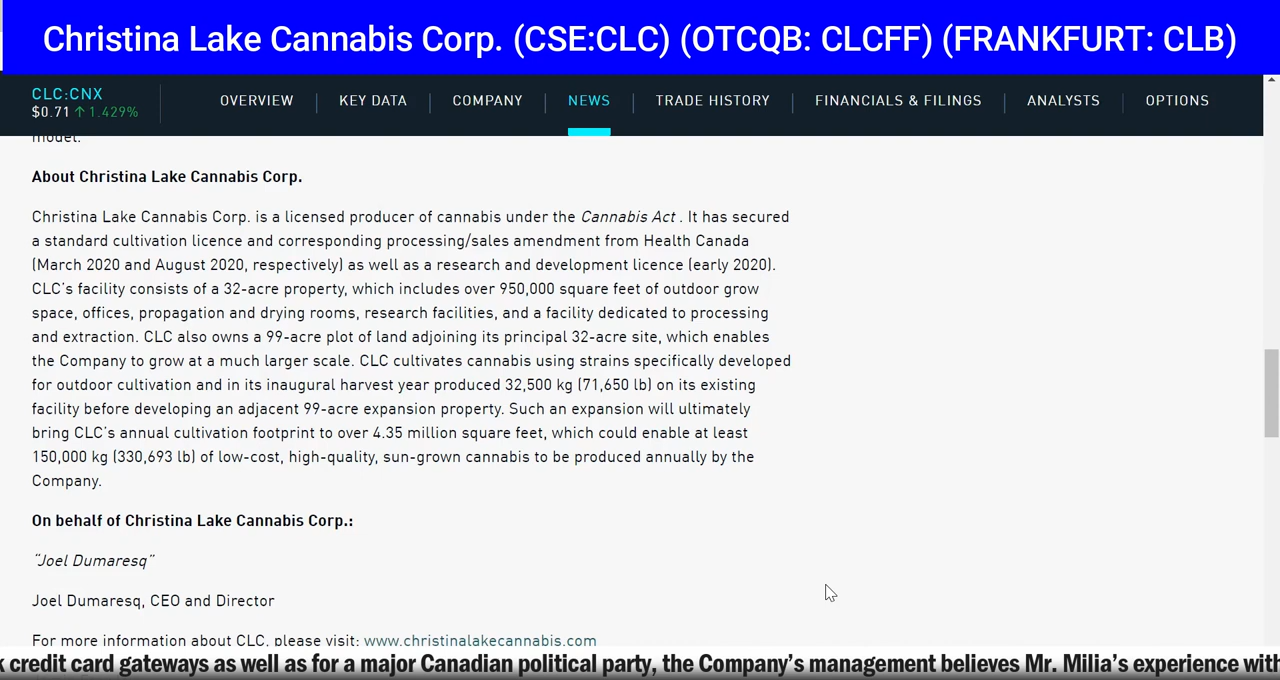 Christina Lake Cannabis Corp. (CSE:CLC) (OTCQB: CLCFF) (FRANKFURT: CLB)
CLC:CNX
$0.71 ↑ 1.429%
OVERVIEW KEY DATA COMPANY NEWS TRADE HISTORY FINANCIALS & FILINGS ANALYSTS OPTIONS
model.
About Christina Lake Cannabis Corp.
Christina Lake Cannabis Corp. is a licensed producer of cannabis under the Cannabis Act . It has secured
a standard cultivation licence and corresponding processing/sales amendment from Health Canada
(March 2020 and August 2020, respectively) as well as a research and development licence (early 2020).
CLC's facility consists of a 32-acre property, which includes over 950,000 square feet of outdoor grow
space, offices, propagation and drying rooms, research facilities, and a facility dedicated to processing
and extraction. CLC also owns a 99-acre plot of land adjoining its principal 32-acre site, which enables
the Company to grow at a much larger scale. CLC cultivates cannabis using strains specifically developed
for outdoor cultivation and in its inaugural harvest year produced 32,500 kg (71,650 lb) on its existing
facility before developing an adjacent 99-acre expansion property. Such an expansion will ultimately
bring CLC's annual cultivation footprint to over 4.35 million square feet, which could enable at least
150,000 kg (330,693 lb) of low-cost, high-quality, sun-grown cannabis to be produced annually by the
Company.
On behalf of Christina Lake Cannabis Corp.:
"Joel Dumaresq"
Joel Dumaresq, CEO and Director
For more information about CLC, please visit: www.christinalakecannabis.com
credit card gateways as well as for a major Canadian political party, the Company's management believes Mr. Milia's experience with